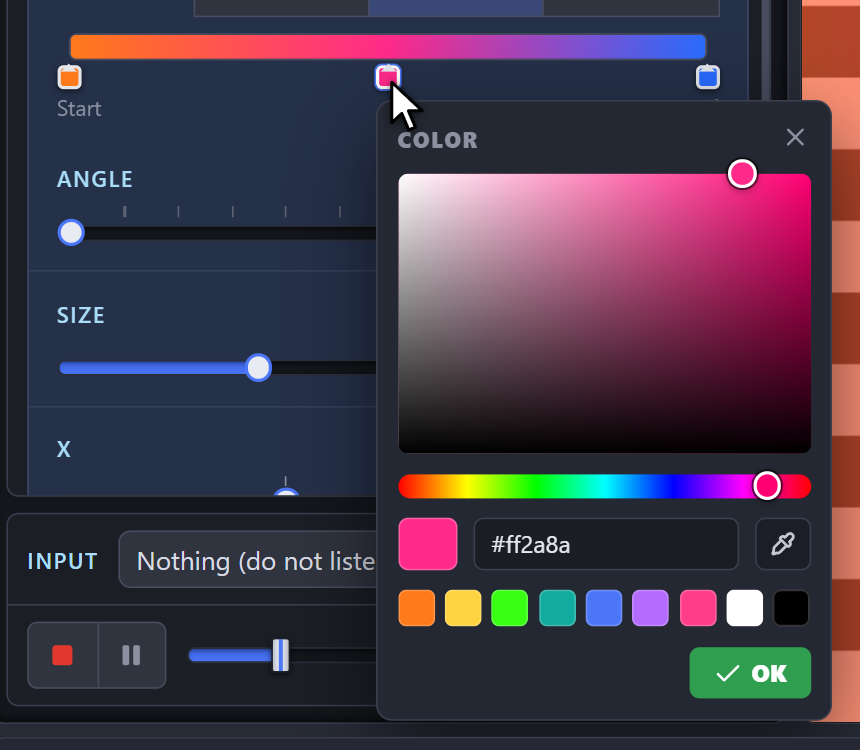 Start
COLOR
ANGLE
SIZE
X
#ff2a8a
INPUT
Nothing (do not liste
OK